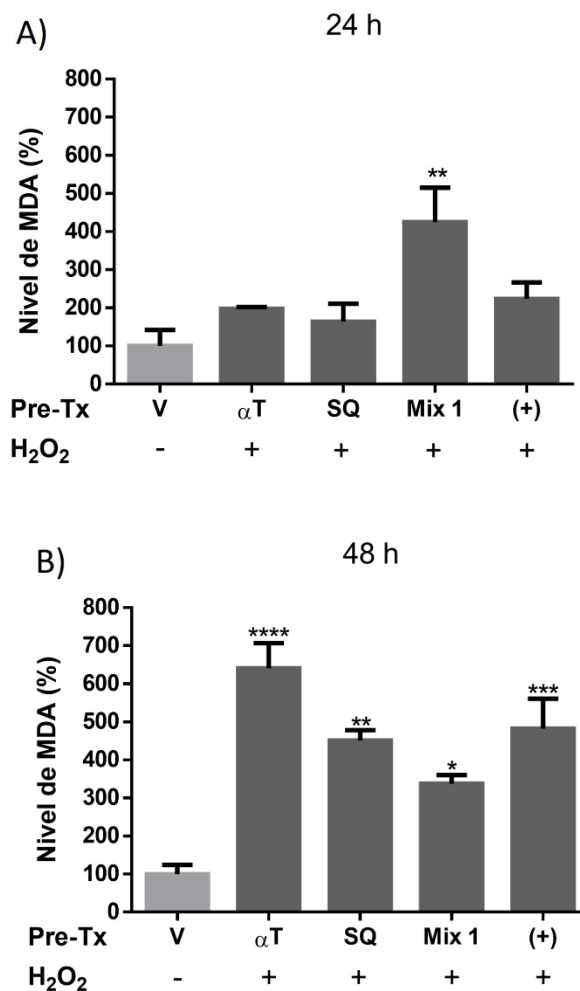 A)
24 h
Nivel de MDA (%)
800
700
600
500
400
300
200
100
0
**
Pre-Tx V αT SQ Mix 1 (+)
H₂O₂ - + + + +
B)
48 h
Nivel de MDA (%)
800
700
600
500
400
300
200
100
0
****
**
*
***
Pre-Tx V αT SQ Mix 1 (+)
H₂O₂ - + + + +